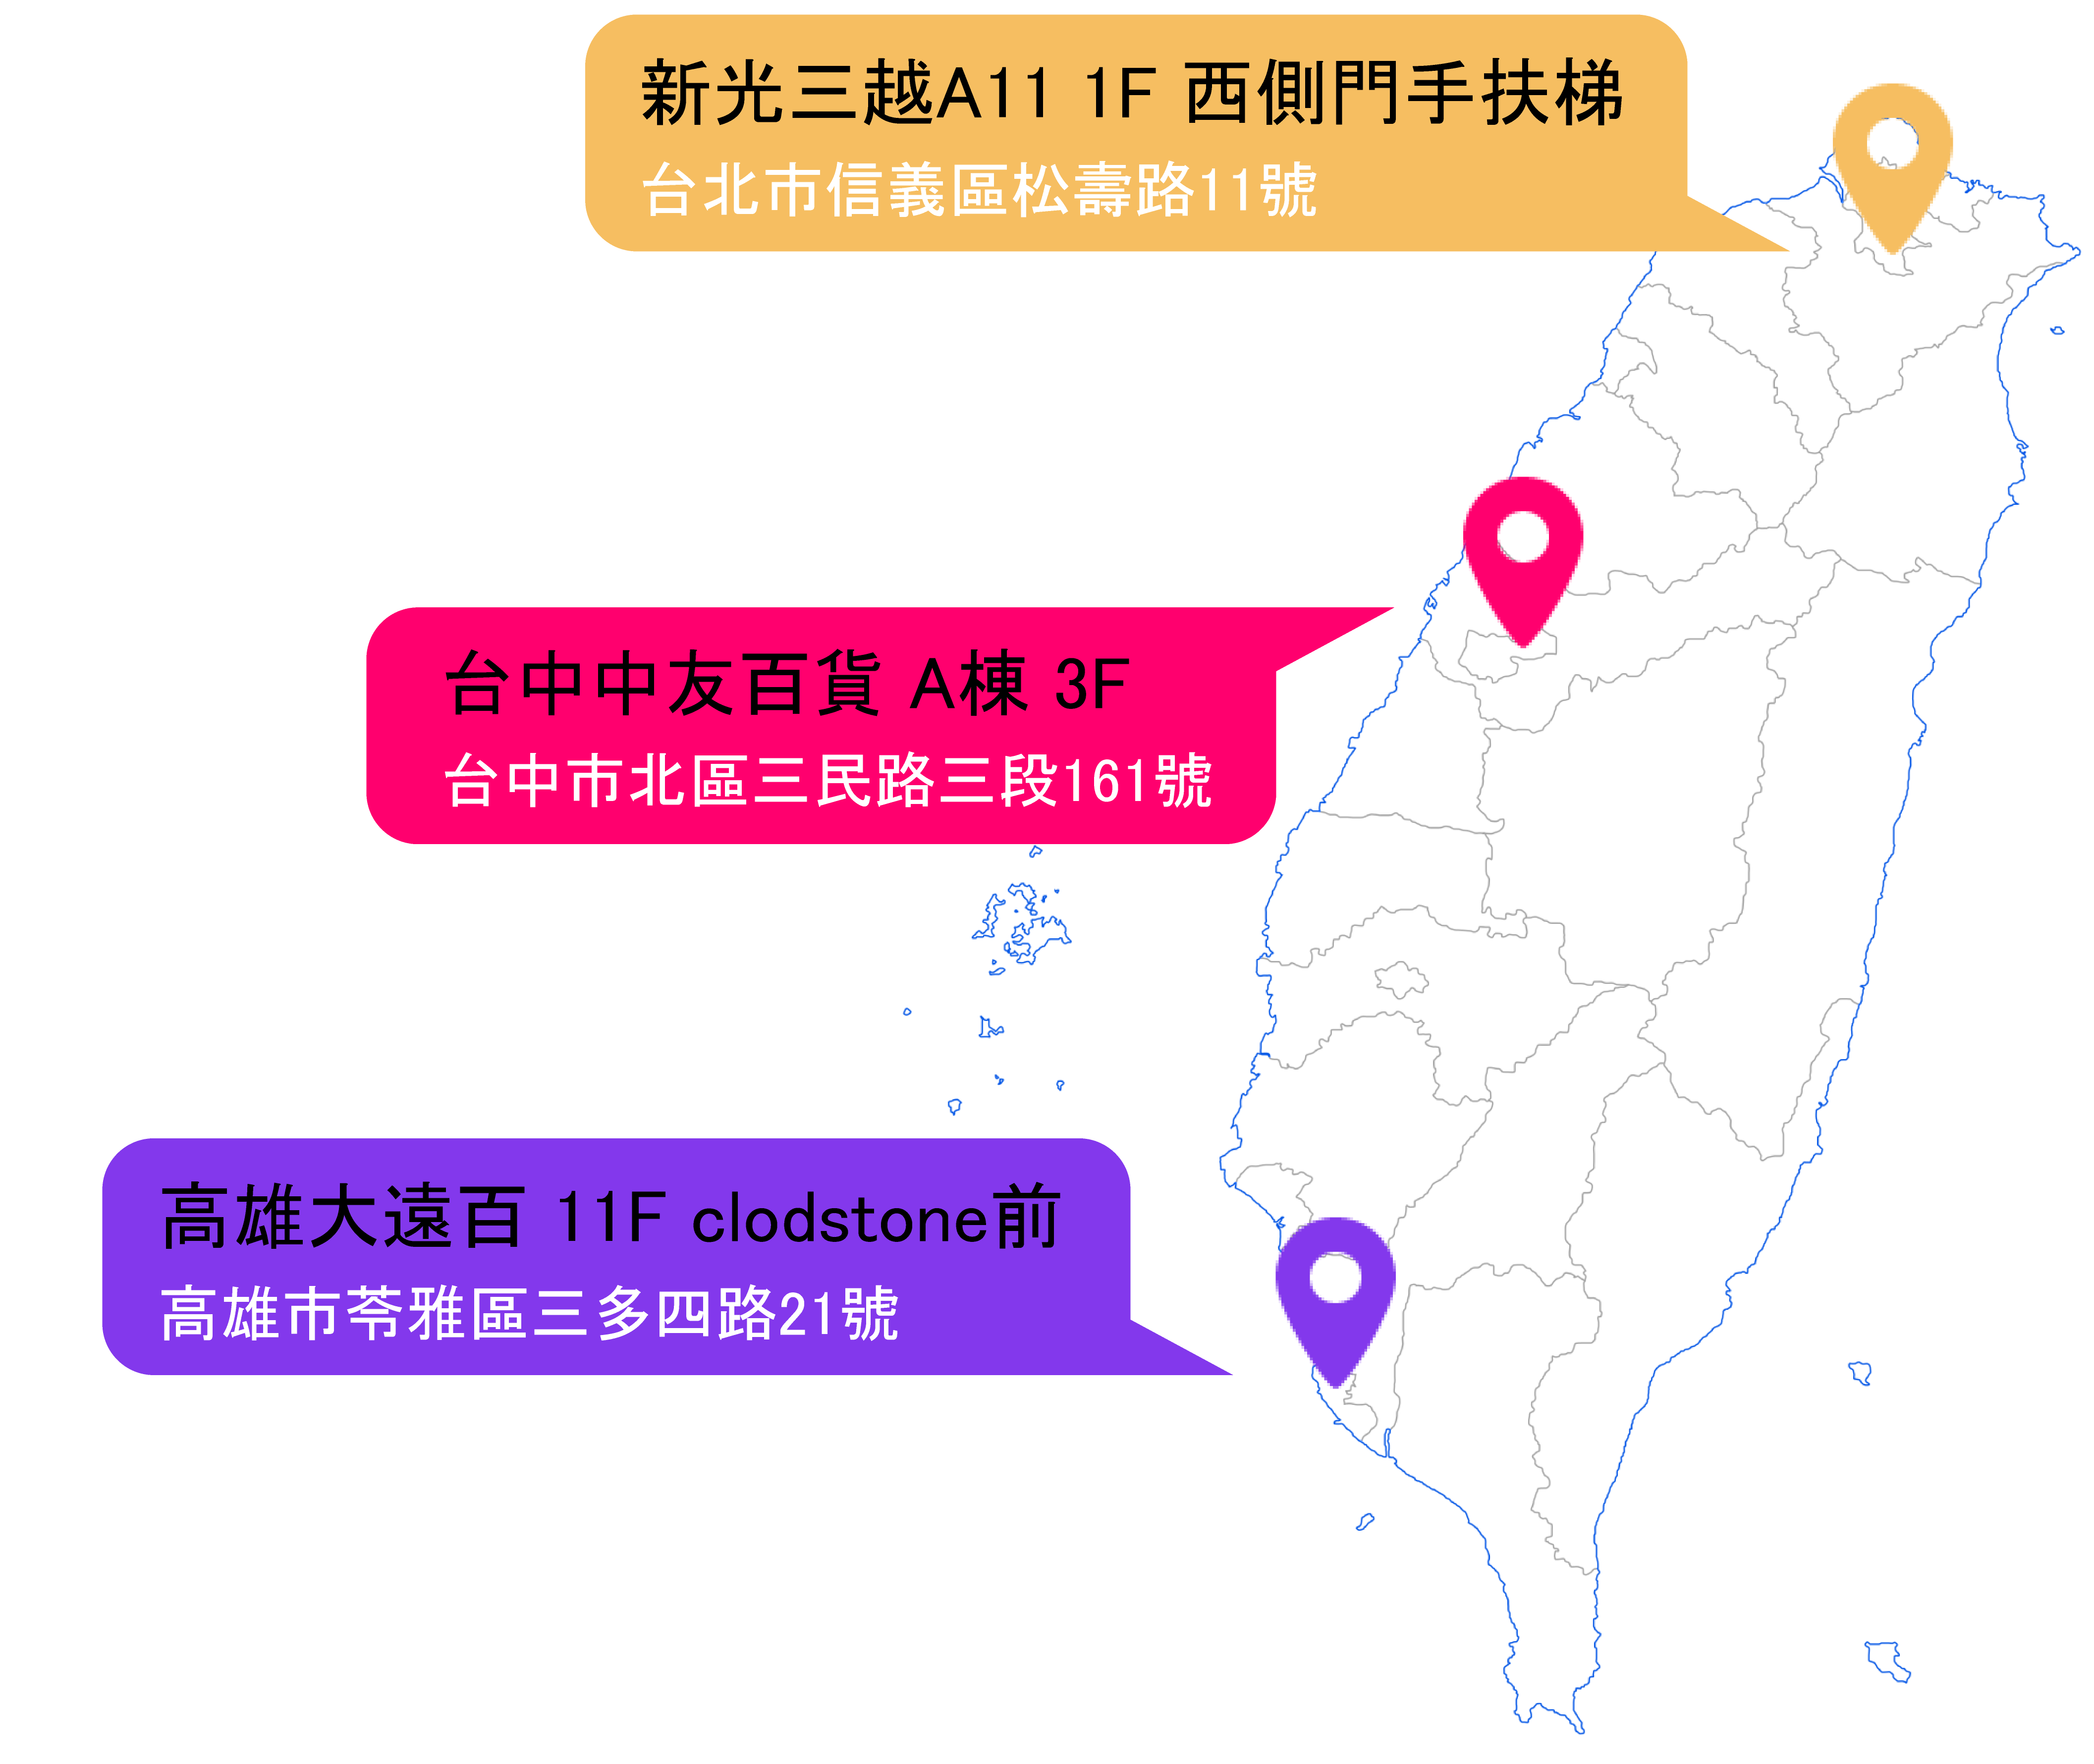 新光三越A11 1F 西側門手扶梯
台北市信義區松壽路11號
台中中友百貨 A棟 3F
台中市北區三民路三段161號
高雄大遠百 11F clodstone前
高雄市苓雅區三多四路21號